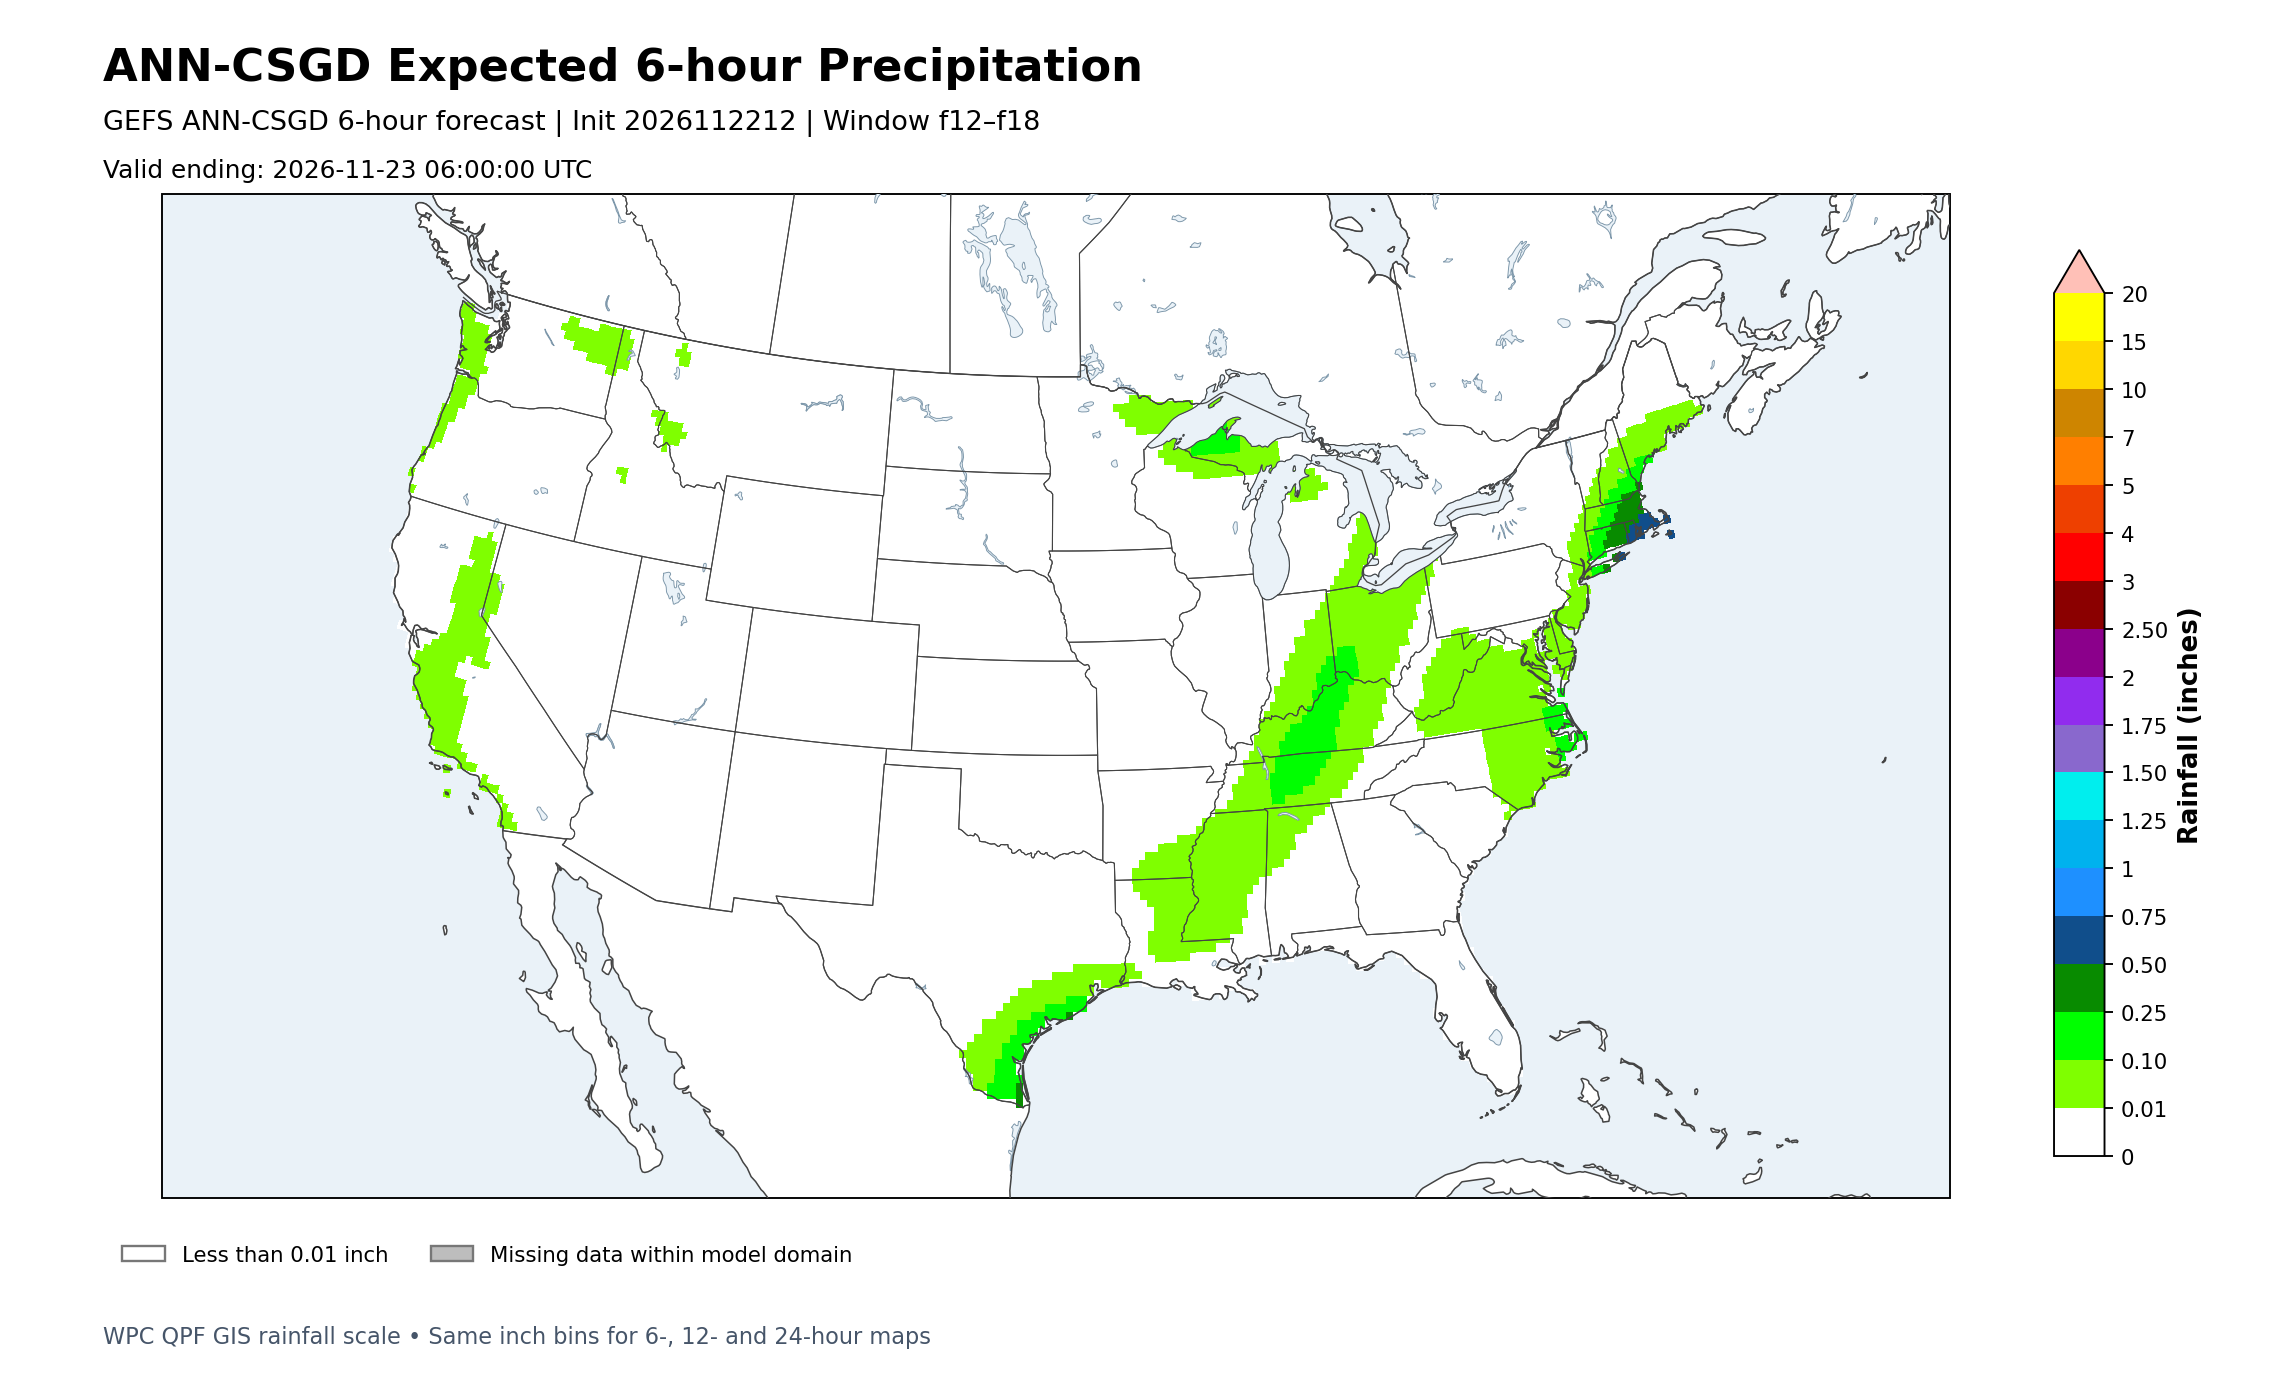 ANN-CSGD Expected 6-hour Precipitation
GEFS ANN-CSGD 6-hour forecast | Init 2026112212 | Window f12–f18
Valid ending: 2026-11-23 06:00:00 UTC
20
15
10
7
5
4
3
2.50
2
1.75
1.50
1.25
1
0.75
0.50
0.25
0.10
0.01
0
Rainfall (inches)
Less than 0.01 inch
Missing data within model domain
WPC QPF GIS rainfall scale • Same inch bins for 6-, 12- and 24-hour maps